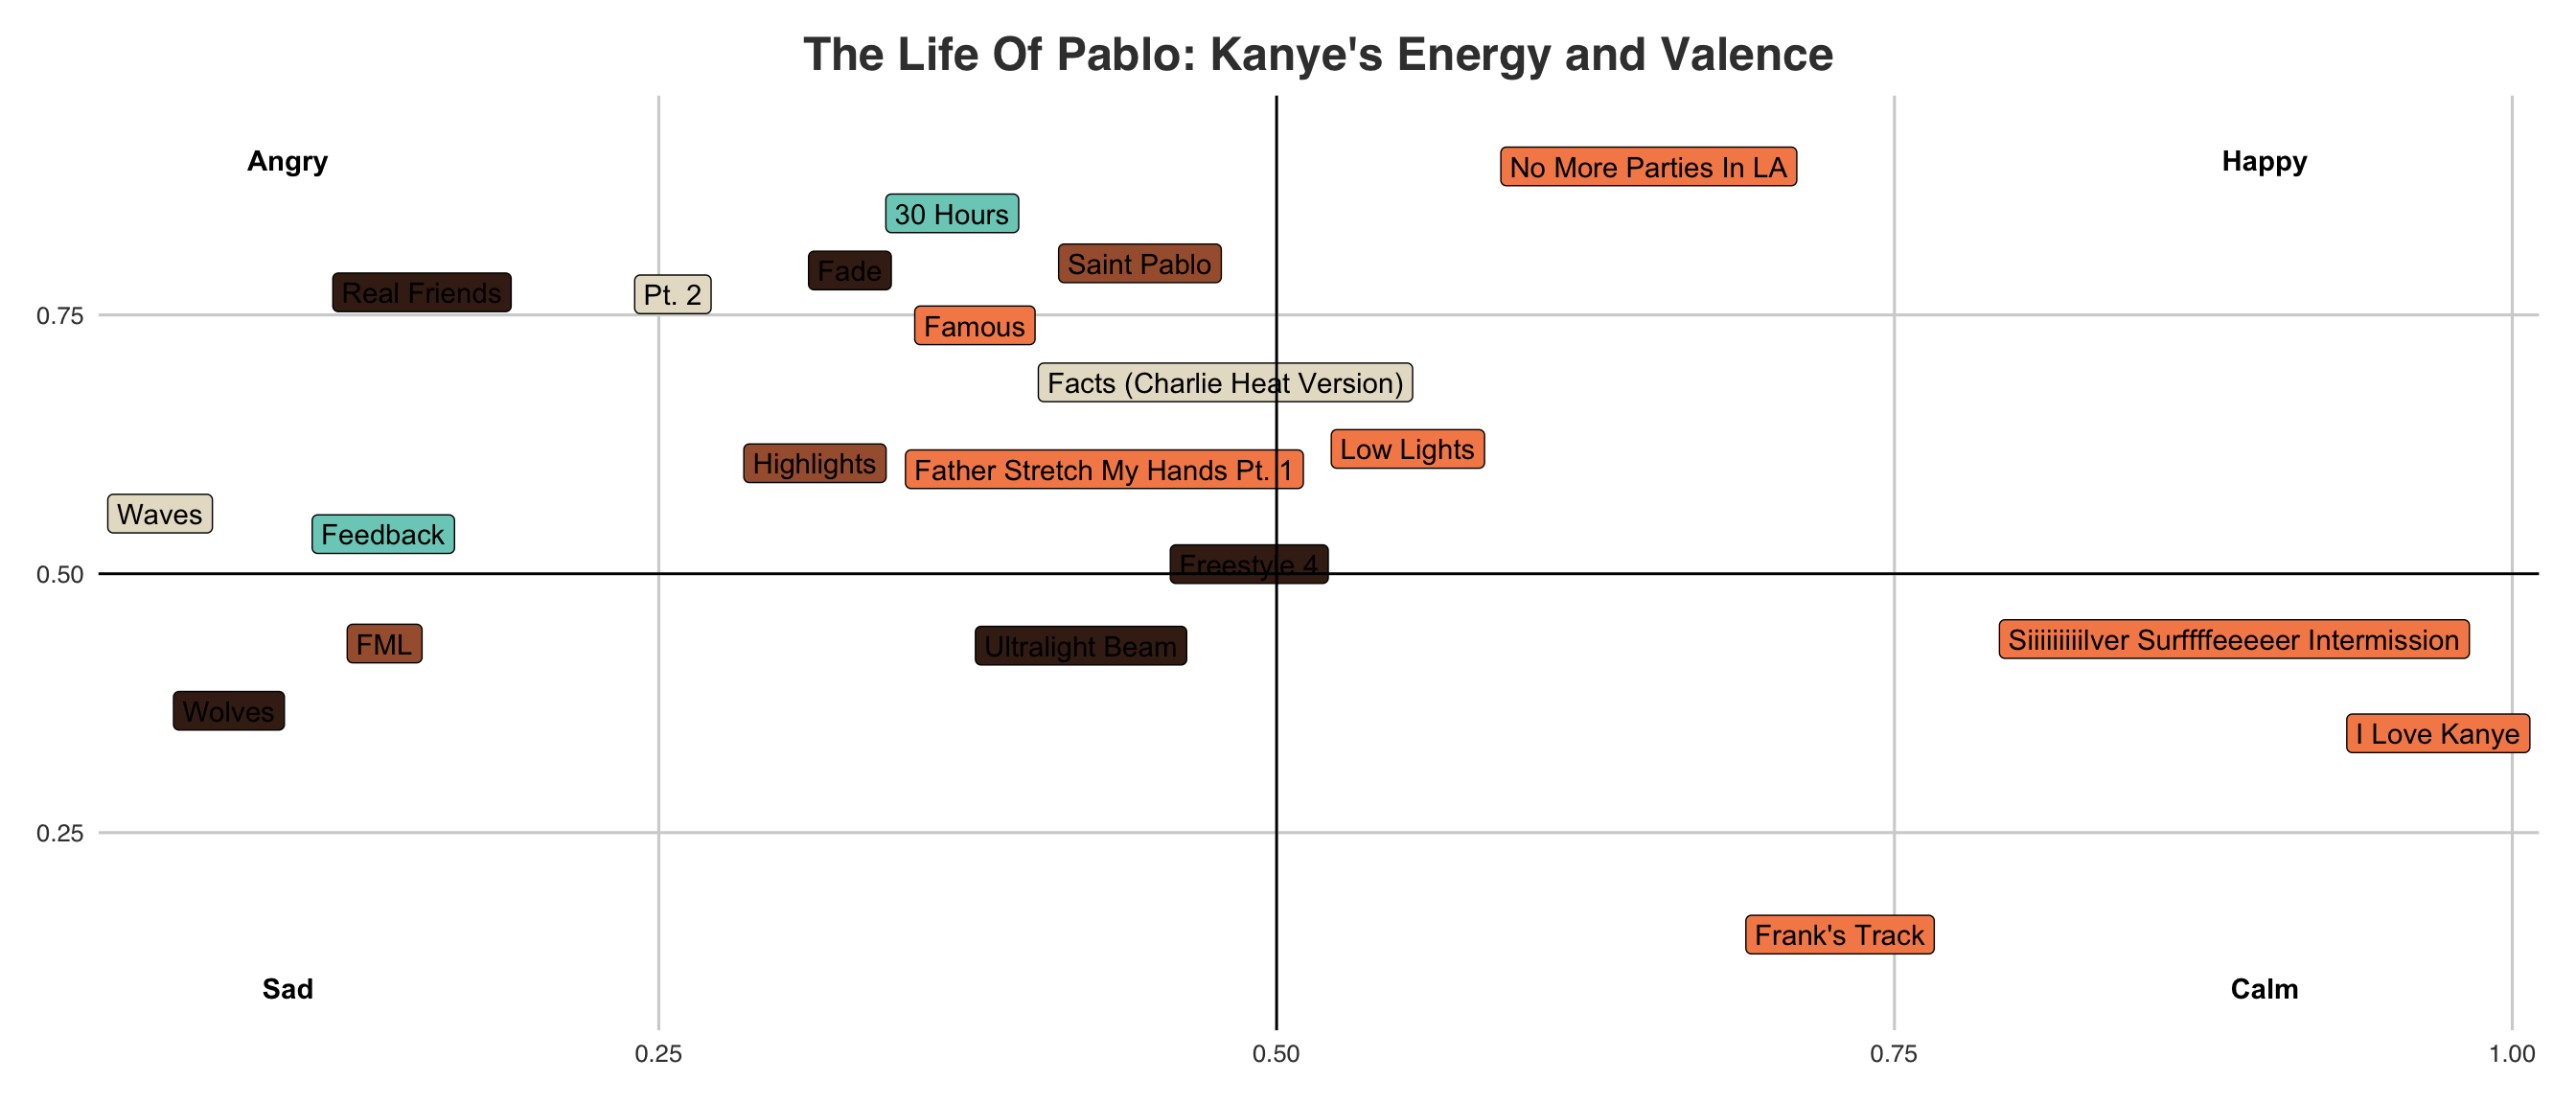 The Life Of Pablo: Kanye's Energy and Valence
Angry
Happy
No More Parties In LA
30 Hours
Saint Pablo
Fade
Real Friends
Pt. 2
0.75
Famous
Facts (Charlie Heat Version)
Low Lights
Highlights
Father Stretch My Hands Pt. 1
Waves
Feedback
Freestyle 4
0.50
FML
Ultralight Beam
Siiiiiiiiilver Surffffeeeeer Intermission
Wolves
I Love Kanye
0.25
Frank's Track
Sad
Calm
0.25
0.50
0.75
1.00